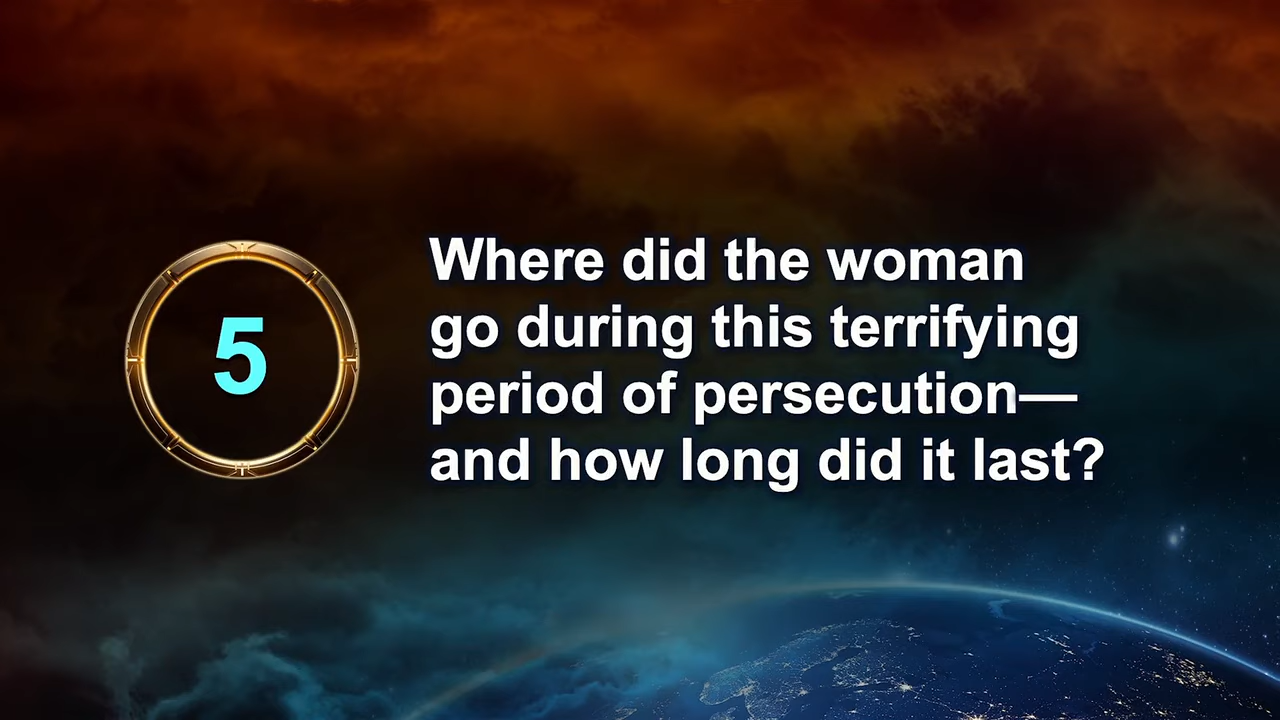 5
Where did the woman
go during this terrifying
period of persecution—
and how long did it last?